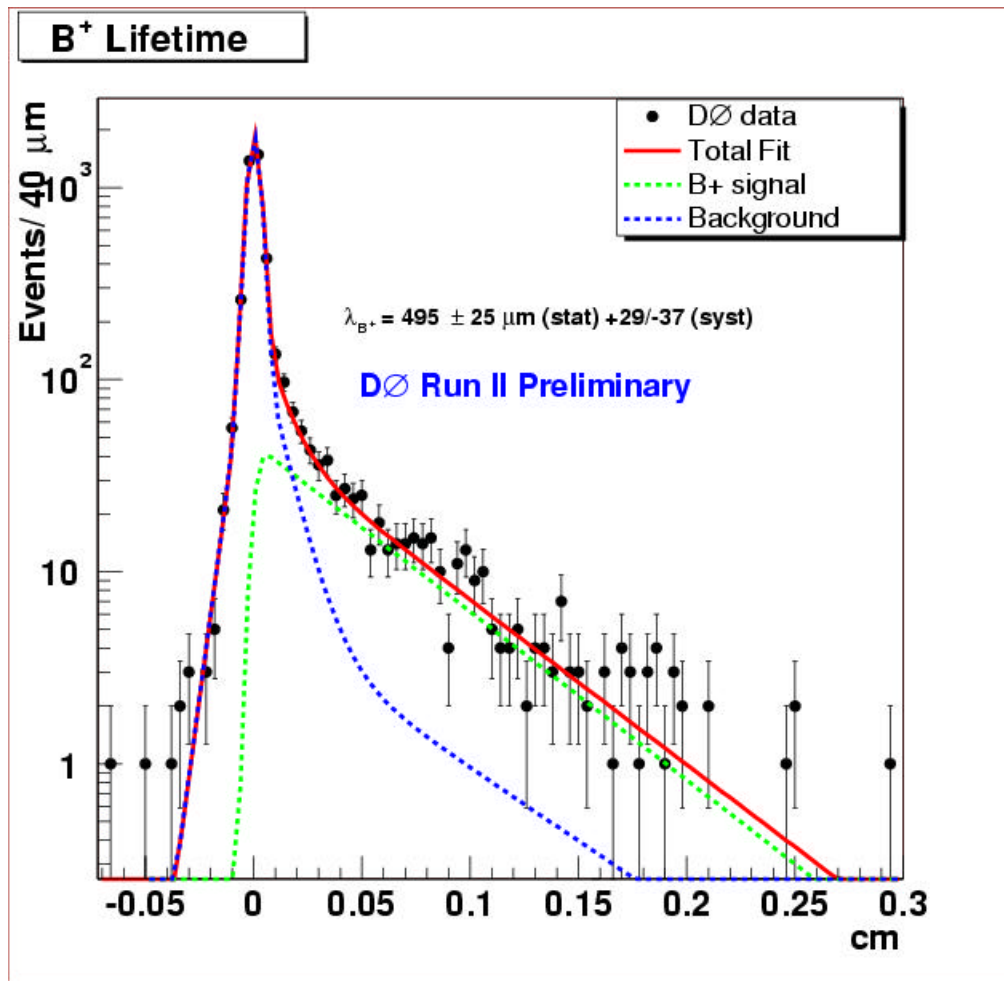 B⁺ Lifetime
Events/ 40 μm
10³
10²
10
1
DØ data
Total Fit
B+ signal
Background
λ_B⁺ = 495 ± 25 μm (stat) +29/-37 (syst)
DØ Run II Preliminary
-0.05 0 0.05 0.1 0.15 0.2 0.25 0.3
cm